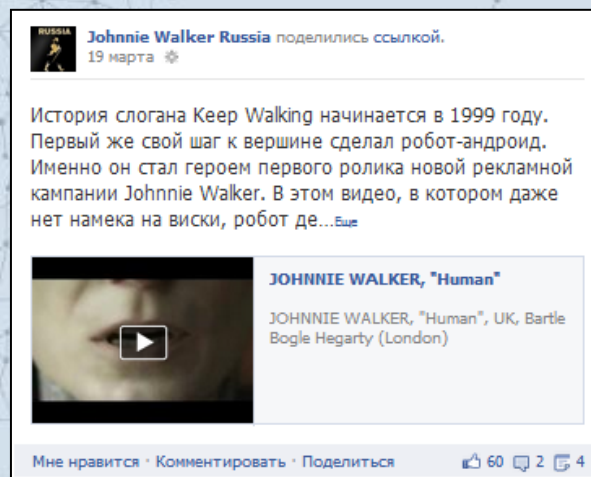 RUSSIA
Johnnie Walker Russia поделились ссылкой.
19 марта
История слогана Keep Walking начинается в 1999 году.
Первый же свой шаг к вершине сделал робот-андроид.
Именно он стал героем первого ролика новой рекламной
кампании Johnnie Walker. В этом видео, в котором даже
нет намека на виски, робот де...Еще
JOHNNIE WALKER, "Human"
JOHNNIE WALKER, "Human", UK, Bartle
Bogle Hegarty (London)
Мне нравится · Комментировать · Поделиться 60 2 4